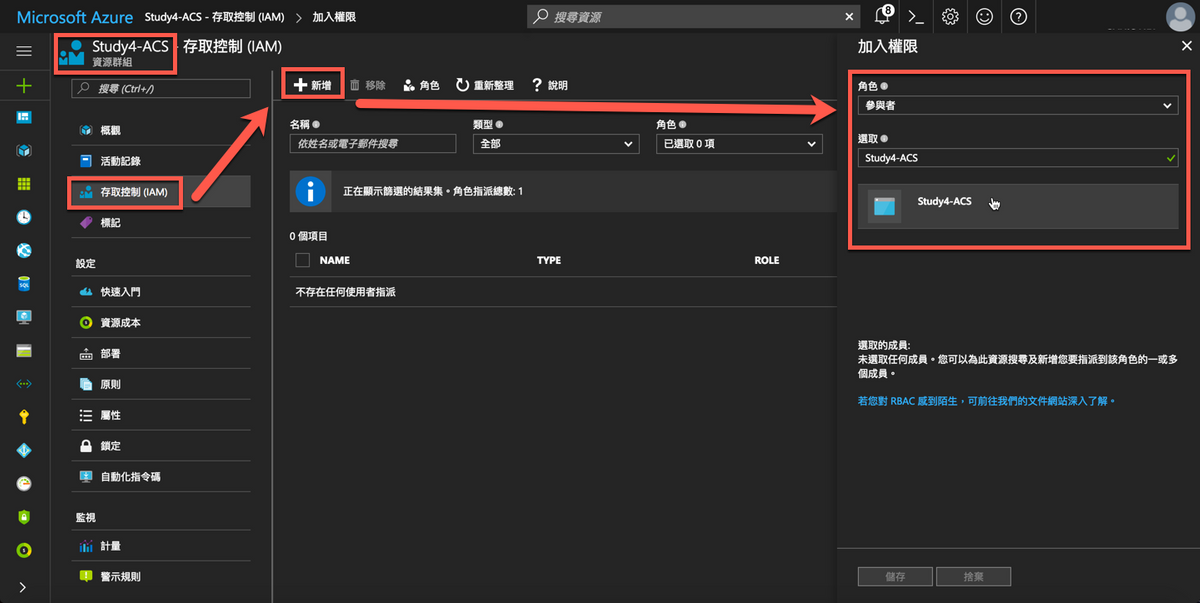 Microsoft Azure Study4-ACS - 存取控制 (IAM) > 加入權限
搜尋資源
8
Study4-ACS - 存取控制 (IAM)
資源群組
搜尋 (Ctrl+/)
概觀
活動記錄
存取控制 (IAM)
標記
設定
快速入門
資源成本
部署
原則
屬性
鎖定
自動化指令碼
監視
計量
警示規則
新增 移除 角色 重新整理 說明
名稱 類型 角色
依姓名或電子郵件搜尋 全部 已選取 0 項
正在顯示篩選的結果集。角色指派總數: 1
0 個項目
NAME TYPE ROLE
不存在任何使用者指派
加入權限
角色
參與者
選取
Study4-ACS
Study4-ACS
選取的成員:
未選取任何成員。您可以為此資源搜尋及新增您要指派到該角色的一或多
個成員。
若您對 RBAC 感到陌生，可前往我們的文件網站深入了解。
儲存 捨棄
SQL